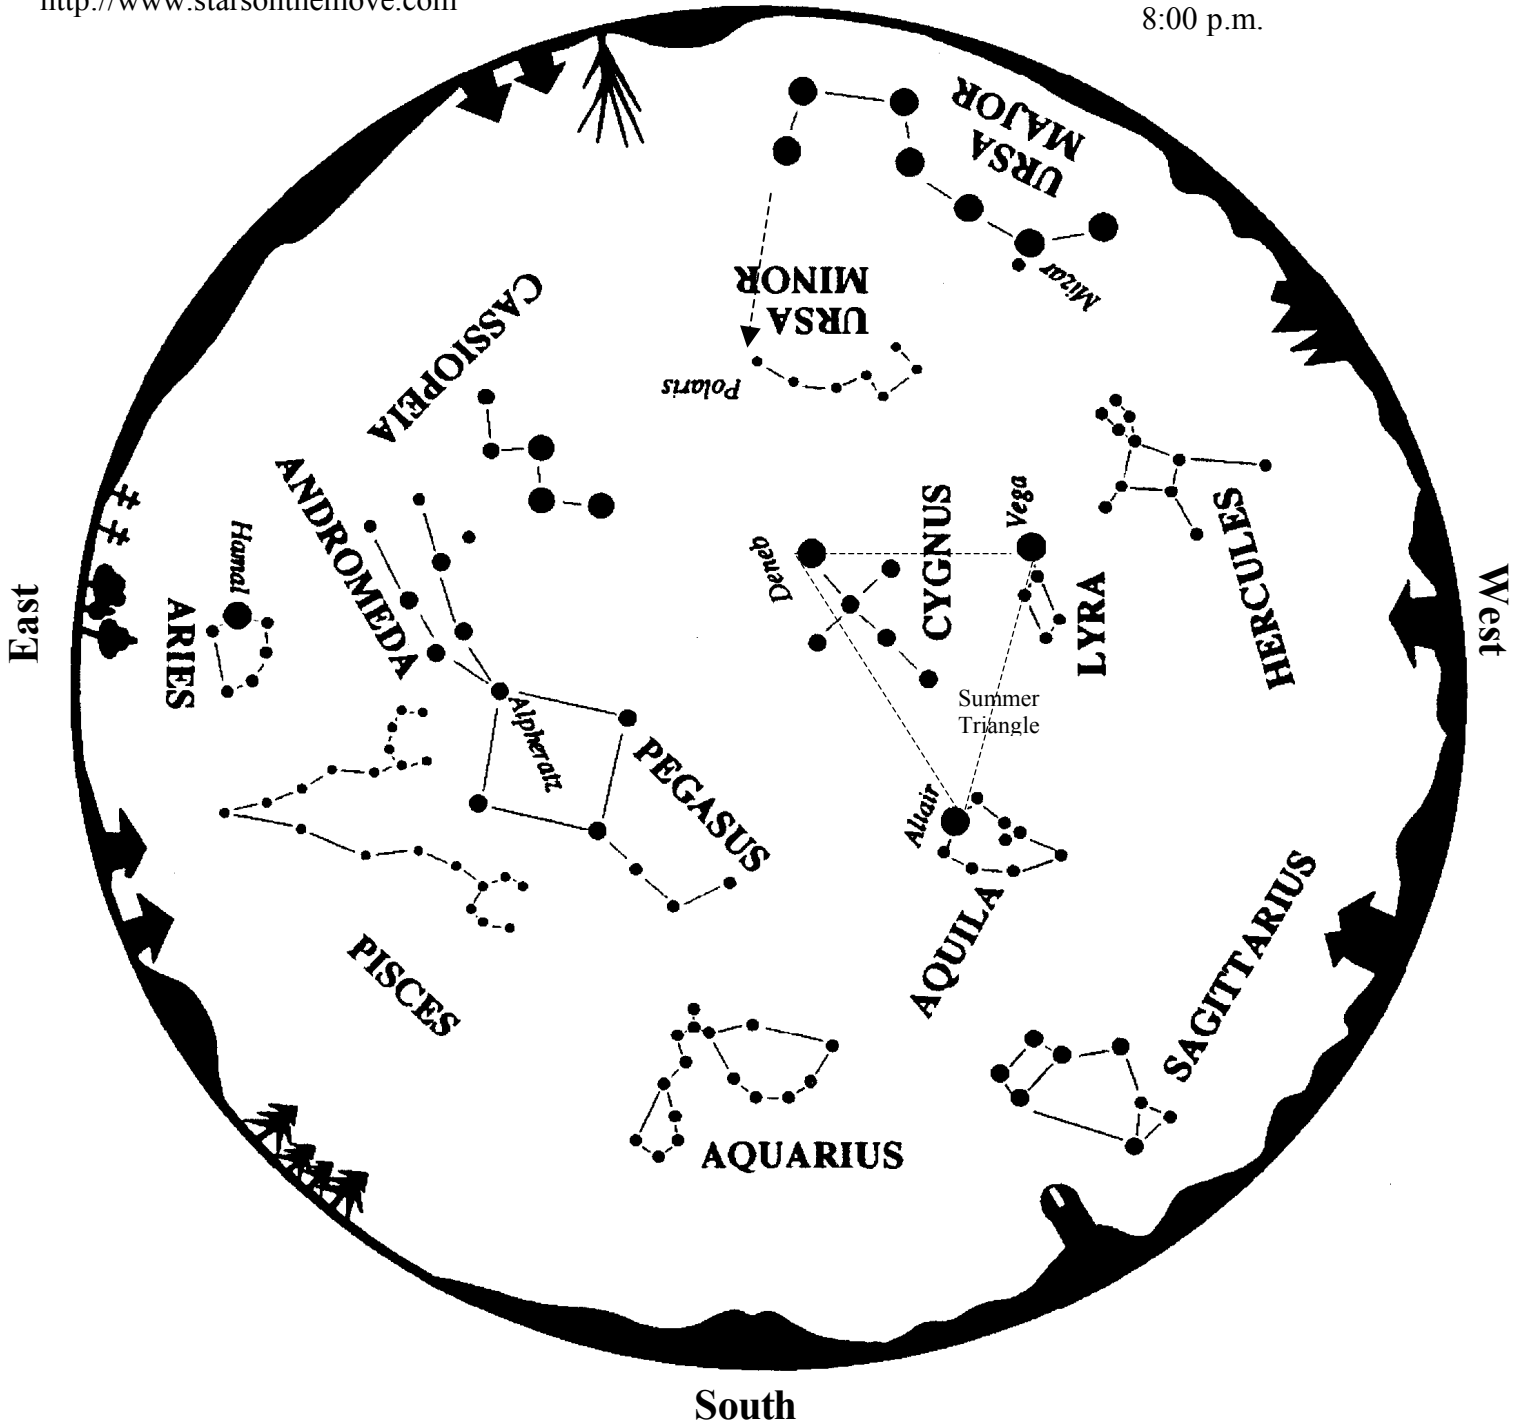 http://www.starsonthemove.com
8:00 p.m.
URSA
MAJOR
Mizar
URSA
MINOR
Polaris
CASSIOPEIA
ANDROMEDA
Hamal
ARIES
East
Alpheratz
PEGASUS
PISCES
Deneb
CYGNUS
Vega
LYRA
HERCULES
West
Summer
Triangle
Altair
AQUILA
SAGITTARIUS
AQUARIUS
South